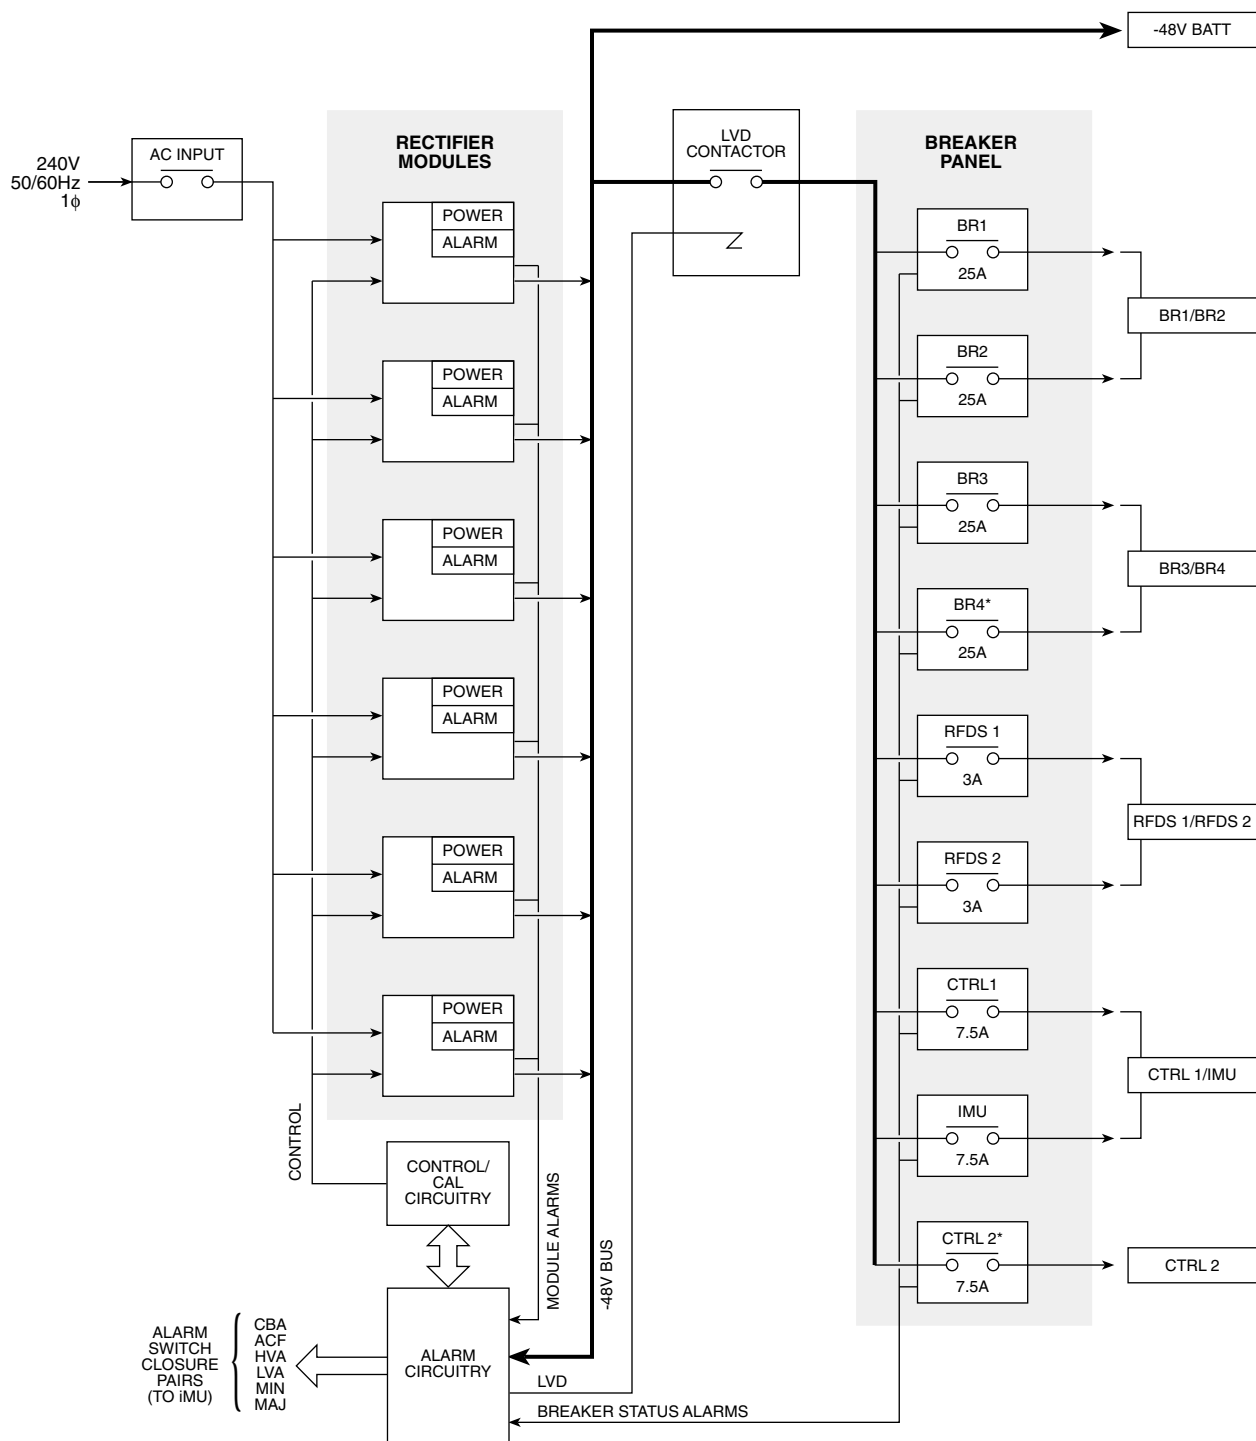 -48V BATT
240V
50/60Hz
1ϕ
AC INPUT
RECTIFIER
MODULES
LVD
CONTACTOR
BREAKER
PANEL
POWER
ALARM
POWER
ALARM
POWER
ALARM
POWER
ALARM
POWER
ALARM
POWER
ALARM
BR1
25A
BR2
25A
BR1/BR2
BR3
25A
BR4*
25A
BR3/BR4
RFDS 1
3A
RFDS 2
3A
RFDS 1/RFDS 2
CTRL1
7.5A
IMU
7.5A
CTRL 1/IMU
CTRL 2*
7.5A
CTRL 2
CONTROL
CONTROL/
CAL
CIRCUITRY
MODULE ALARMS
-48V BUS
ALARM
SWITCH
CLOSURE
PAIRS
(TO iMU)
CBA
ACF
HVA
LVA
MIN
MAJ
ALARM
CIRCUITRY
LVD
BREAKER STATUS ALARMS